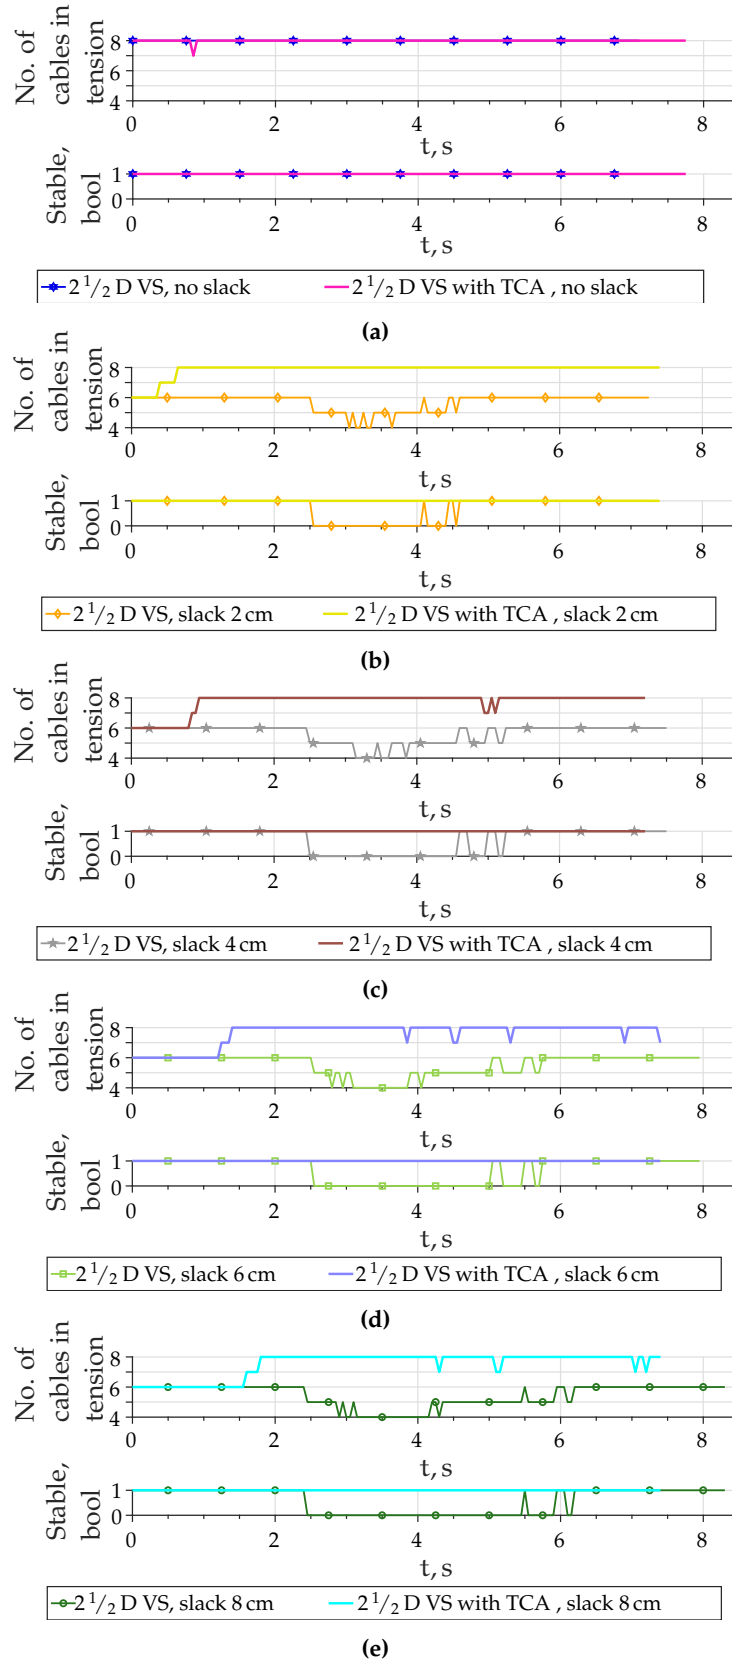 No. of
cables in
tension
8
6
4
0 2 4 6 8
t, s
Stable,
bool
1
0
0 2 4 6 8
t, s
2 1/2 D VS, no slack 2 1/2 D VS with TCA , no slack
(a)
No. of
cables in
tension
8
6
4
0 2 4 6 8
t, s
Stable,
bool
1
0
0 2 4 6 8
t, s
2 1/2 D VS, slack 2 cm 2 1/2 D VS with TCA , slack 2 cm
(b)
No. of
cables in
tension
8
6
4
0 2 4 6 8
t, s
Stable,
bool
1
0
0 2 4 6 8
t, s
2 1/2 D VS, slack 4 cm 2 1/2 D VS with TCA , slack 4 cm
(c)
No. of
cables in
tension
8
6
4
0 2 4 6 8
t, s
Stable,
bool
1
0
0 2 4 6 8
t, s
2 1/2 D VS, slack 6 cm 2 1/2 D VS with TCA , slack 6 cm
(d)
No. of
cables in
tension
8
6
4
0 2 4 6 8
t, s
Stable,
bool
1
0
0 2 4 6 8
t, s
2 1/2 D VS, slack 8 cm 2 1/2 D VS with TCA , slack 8 cm
(e)